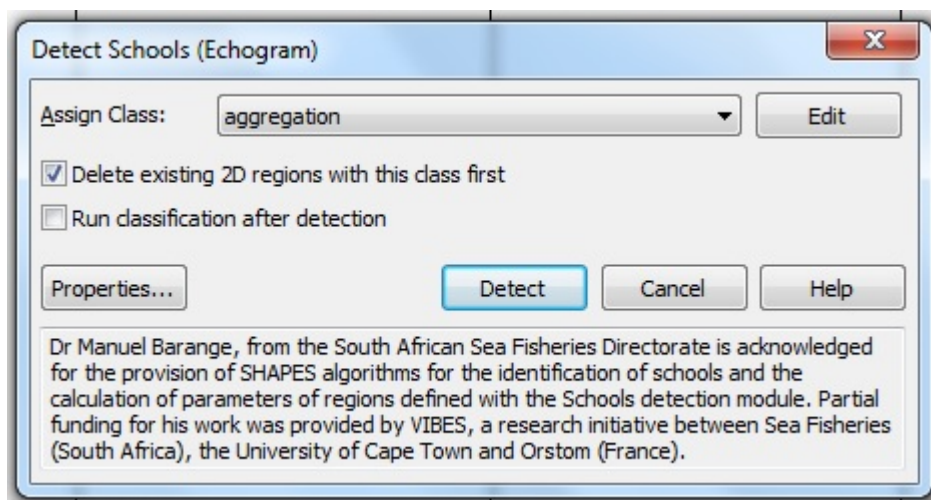 Detect Schools (Echogram)
Assign Class: aggregation Edit
Delete existing 2D regions with this class first
Run classification after detection
Properties... Detect Cancel Help
Dr Manuel Barange, from the South African Sea Fisheries Directorate is acknowledged
for the provision of SHAPES algorithms for the identification of schools and the
calculation of parameters of regions defined with the Schools detection module. Partial
funding for his work was provided by VIBES, a research initiative between Sea Fisheries
(South Africa), the University of Cape Town and Orstom (France).